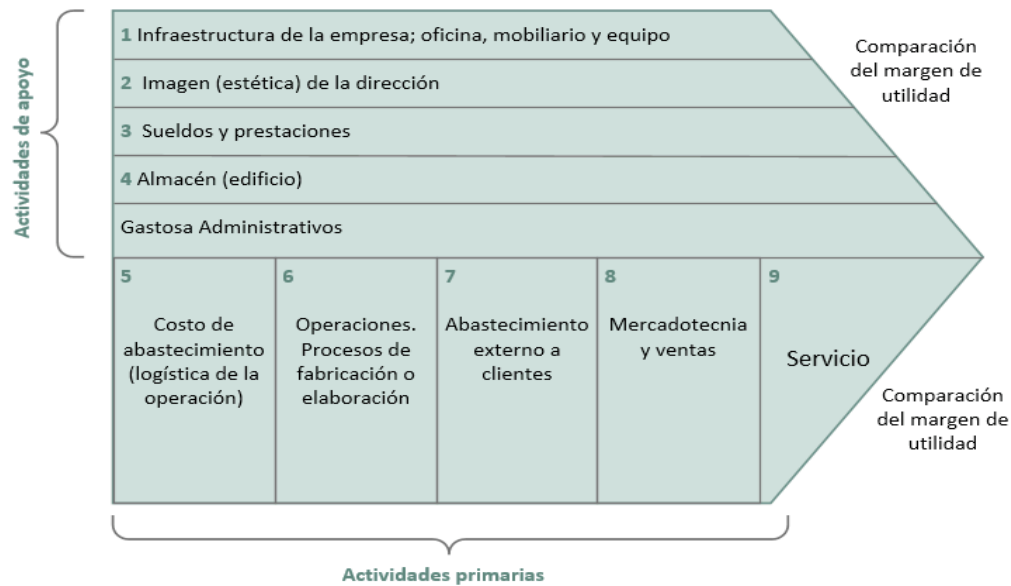 Actividades de apoyo
1 Infraestructura de la empresa; oficina, mobiliario y equipo
2 Imagen (estética) de la dirección
3 Sueldos y prestaciones
4 Almacén (edificio)
Gastosa Administrativos
Comparación
del margen de
utilidad
5
Costo de
abastecimiento
(logística de la
operación)
6
Operaciones.
Procesos de
fabricación o
elaboración
7
Abastecimiento
externo a
clientes
8
Mercadotecnia
y ventas
9
Servicio
Comparación
del margen de
utilidad
Actividades primarias